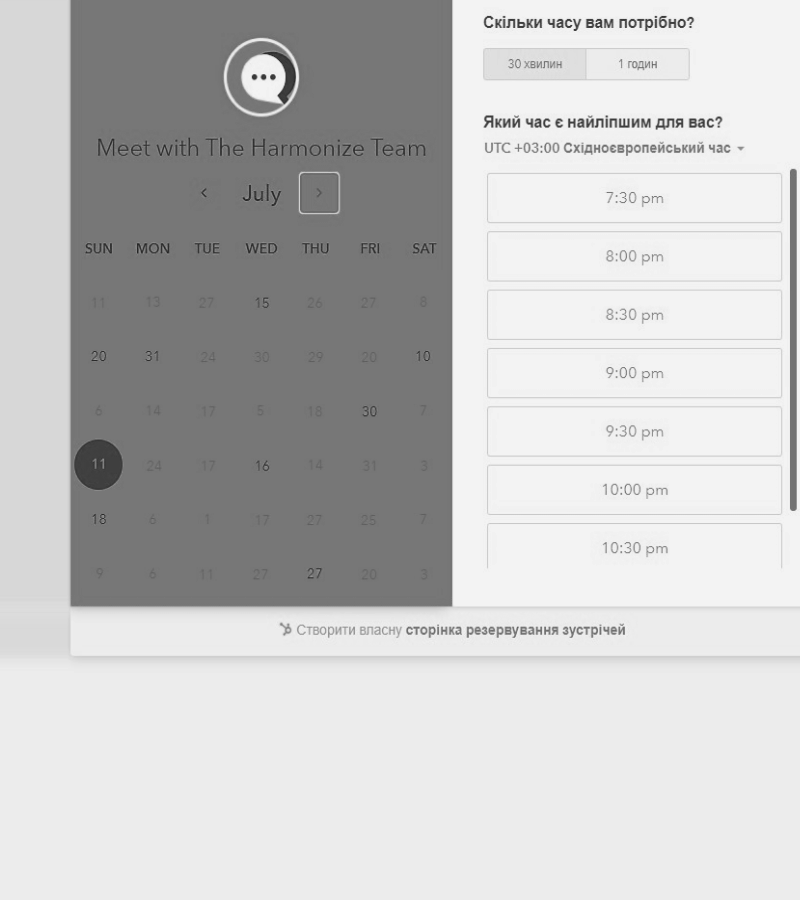 Meet with The Harmonize Team
July
SUN MON TUE WED THU FRI SAT
11 13 27 15 26 27 8
20 31 24 30 29 20 10
6 14 17 5 18 30 7
11 24 17 16 14 31 3
18 6 1 17 27 25 7
9 6 11 27 27 20 3
Скільки часу вам потрібно?
30 хвилин 1 годин
Який час є найліпшим для вас?
UTC +03:00 Східноєвропейський час
7:30 pm
8:00 pm
8:30 pm
9:00 pm
9:30 pm
10:00 pm
10:30 pm
Створити власну сторінка резервування зустрічей